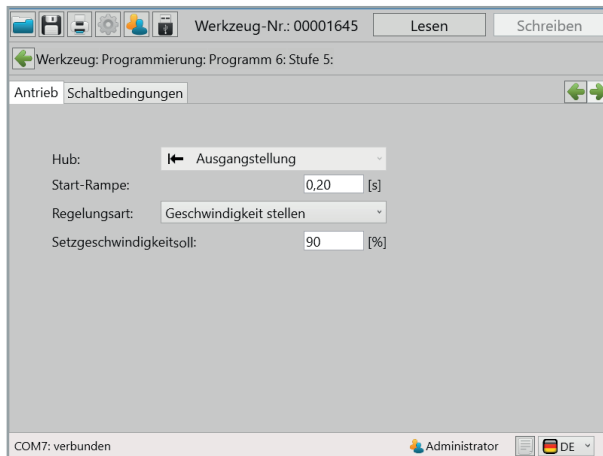 Werkzeug-Nr.: 00001645 Lesen Schreiben
Werkzeug: Programmierung: Programm 6: Stufe 5:
Antrieb Schaltbedingungen
Hub: Ausgangstellung
Start-Rampe: 0,20 [s]
Regelungsart: Geschwindigkeit stellen
Setzgeschwindigkeitsoll: 90 [%]
COM7: verbunden Administrator DE